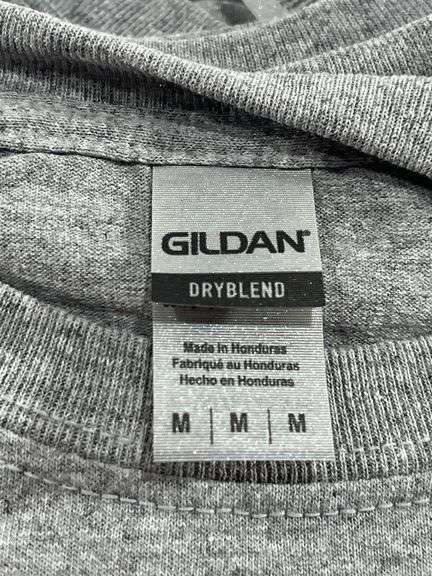 GILDAN®
DRYBLEND
Made in Honduras
Fabriqué au Honduras
Hecho en Honduras
M | M | M